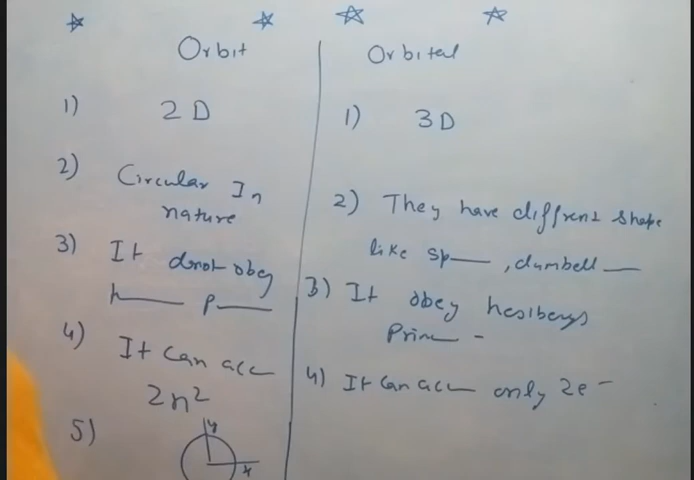 Orbit
Orbital
1) 2D
1) 3D
2) Circular In
nature
2) They have diffrent shape
like sp—, dumbell—
3) It donot obey
h— p—
3) It obey
Prin— -
4) It can acc—
2n²
4) It can acc— only 2e-
5)
y
x